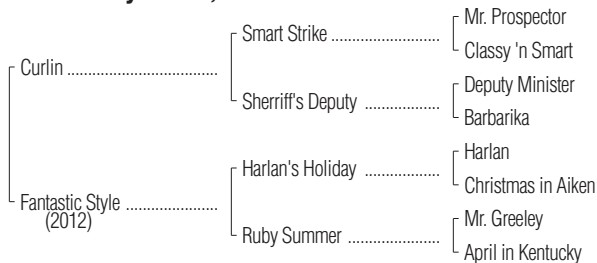 Mr. Prospector
Smart Strike
Classy 'n Smart
Curlin
Deputy Minister
Sherriff's Deputy
Barbarika
Harlan
Harlan's Holiday
Christmas in Aiken
Fantastic Style
(2012)
Mr. Greeley
Ruby Summer
April in Kentucky